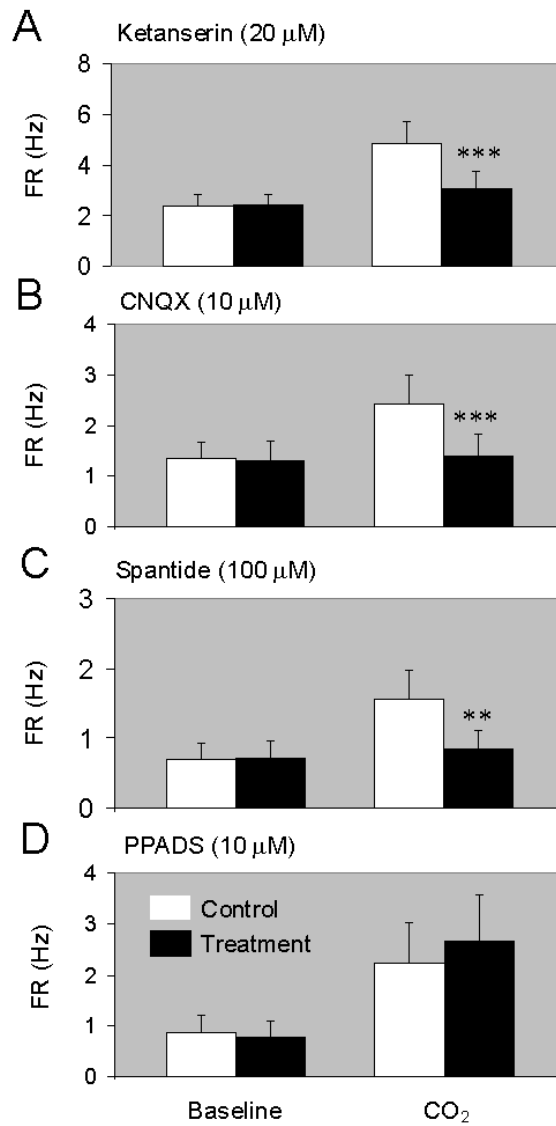 A
Ketanserin (20 μM)
8
6
4
2
0
FR (Hz)
***
B
CNQX (10 μM)
4
3
2
1
0
FR (Hz)
***
C
Spantide (100 μM)
3
2
1
0
FR (Hz)
**
D
PPADS (10 μM)
4
3
2
1
0
FR (Hz)
Control
Treatment
Baseline CO₂